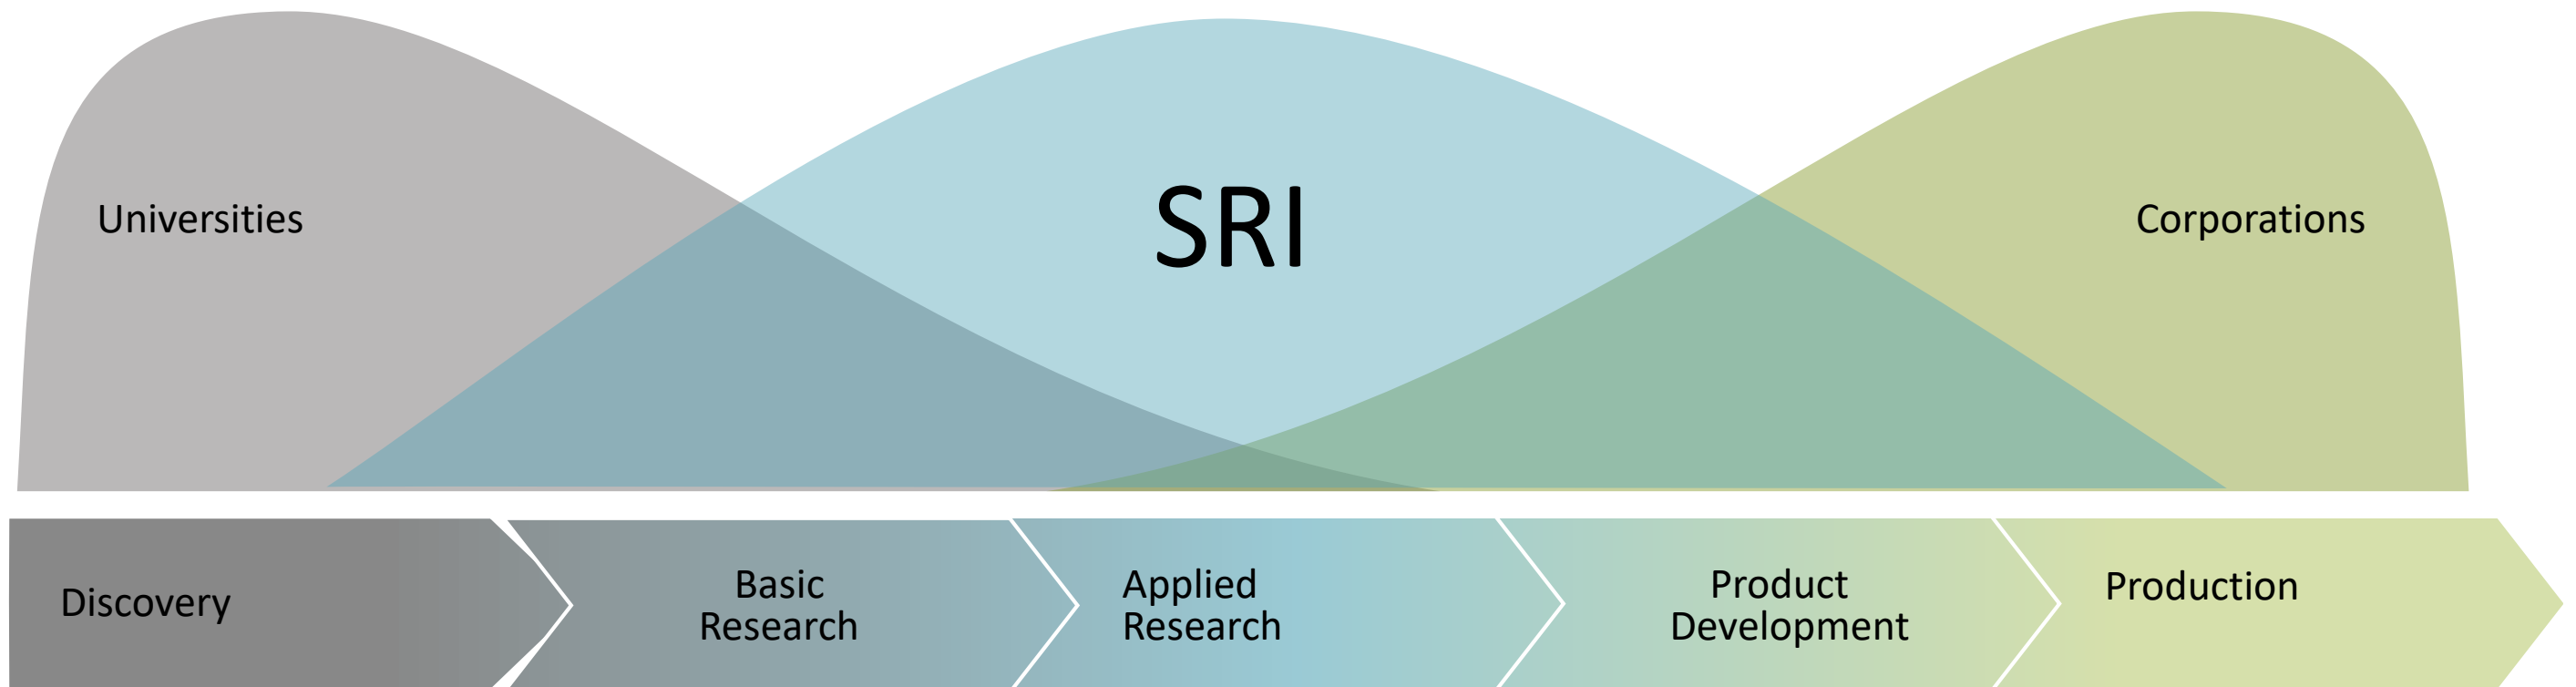 Universities
SRI
Corporations
Discovery
Basic
Research
Applied
Research
Product
Development
Production